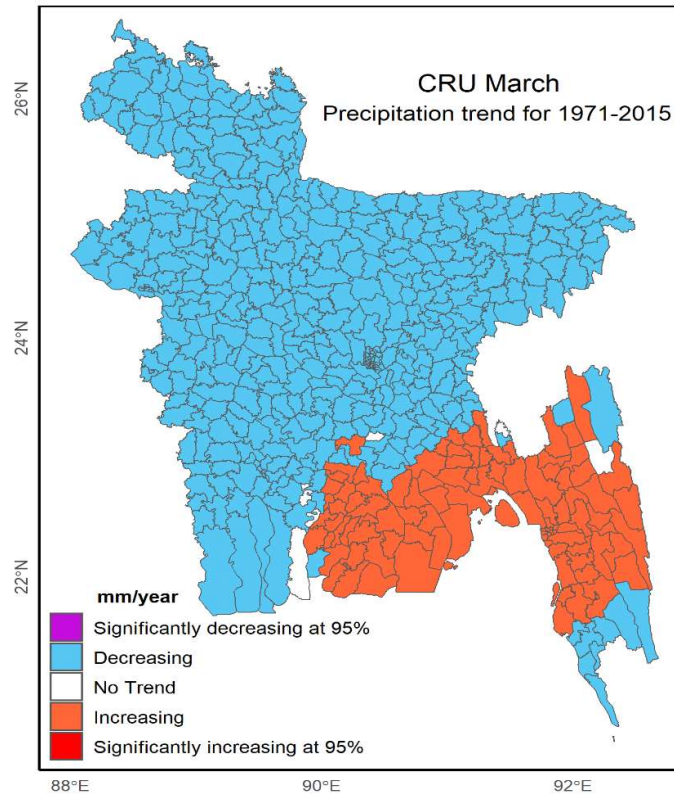 CRU March
Precipitation trend for 1971-2015
26°N
24°N
22°N
mm/year
Significantly decreasing at 95%
Decreasing
No Trend
Increasing
Significantly increasing at 95%
88°E
90°E
92°E